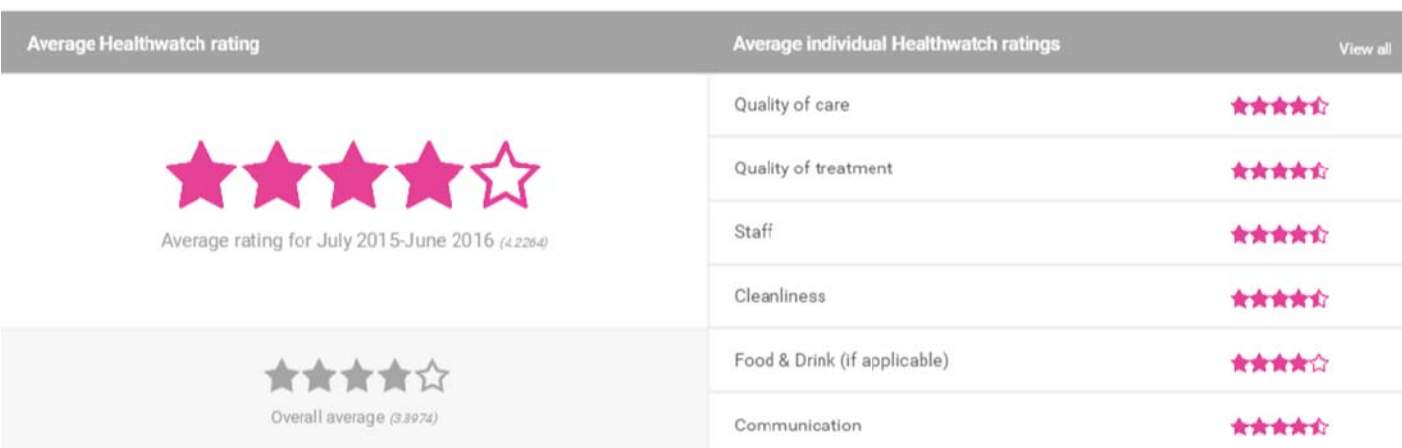 Average Healthwatch rating
Average rating for July 2015-June 2016 (4.2264)
Overall average (3.8974)
Average individual Healthwatch ratings View all
Quality of care
Quality of treatment
Staff
Cleanliness
Food & Drink (if applicable)
Communication